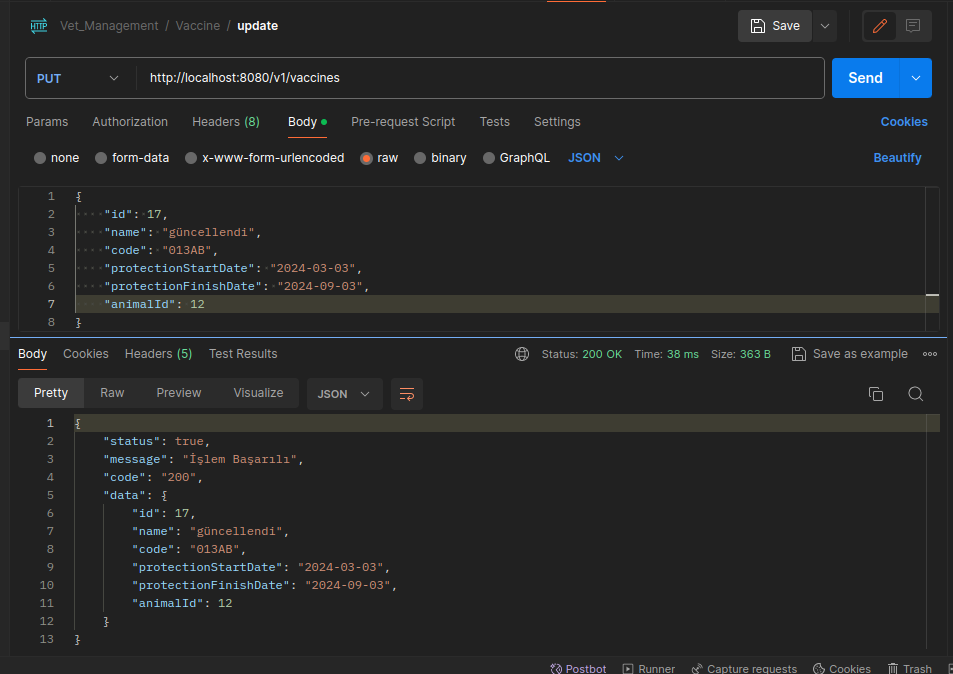 HTTP Vet_Management / Vaccine / update Save
PUT http://localhost:8080/v1/vaccines Send
Params Authorization Headers (8) Body Pre-request Script Tests Settings Cookies
none form-data x-www-form-urlencoded raw binary GraphQL JSON Beautify
1 {
2 "id": 17,
3 "name": "güncellendi",
4 "code": "013AB",
5 "protectionStartDate": "2024-03-03",
6 "protectionFinishDate": "2024-09-03",
7 "animalId": 12
8 }
Body Cookies Headers (5) Test Results Status: 200 OK Time: 38 ms Size: 363 B Save as example
Pretty Raw Preview Visualize JSON
1 {
2 "status": true,
3 "message": "İşlem Başarılı",
4 "code": "200",
5 "data": {
6 "id": 17,
7 "name": "güncellendi",
8 "code": "013AB",
9 "protectionStartDate": "2024-03-03",
10 "protectionFinishDate": "2024-09-03",
11 "animalId": 12
12 }
13 }
Postbot Runner Capture requests Cookies Trash